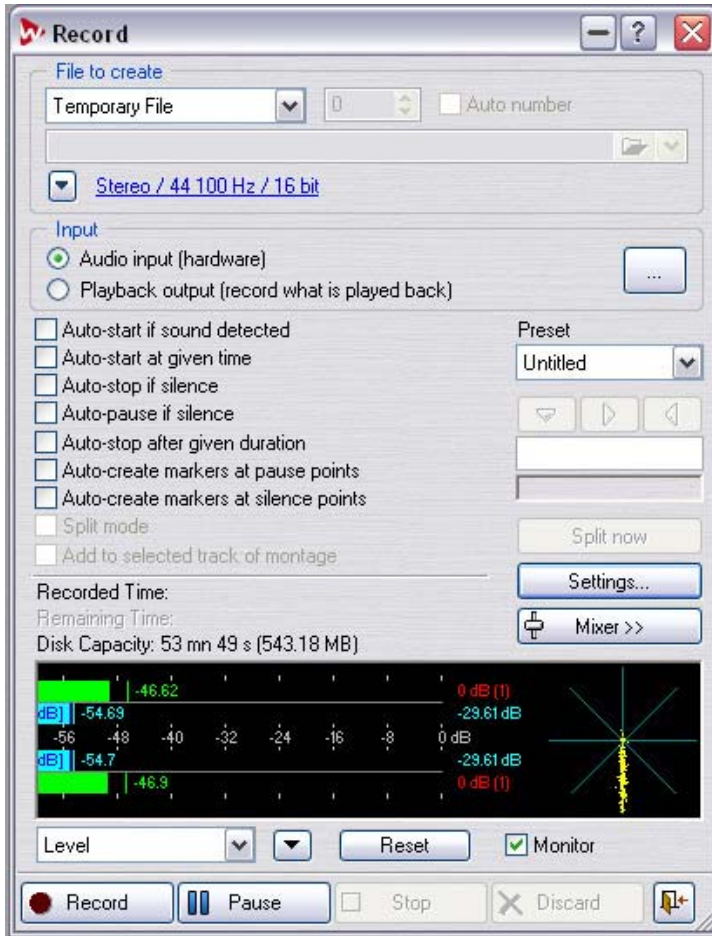 Record
?
File to create
Temporary File
0
Auto number
Stereo / 44 100 Hz / 16 bit
Input
Audio input (hardware)
...
Playback output (record what is played back)
Auto-start if sound detected
Preset
Auto-start at given time
Untitled
Auto-stop if silence
Auto-pause if silence
Auto-stop after given duration
Auto-create markers at pause points
Auto-create markers at silence points
Split mode
Split now
Add to selected track of montage
Settings...
Recorded Time:
Remaining Time:
Mixer >>
Disk Capacity: 53 mn 49 s (543.18 MB)
-46.62 0 dB (1)
dB] -54.69 -29.61 dB
-56 -48 -40 -32 -24 -16 -8 0 dB
dB] -54.7 -29.61 dB
-46.9 0 dB (1)
Level
Reset
Monitor
Record
Pause
Stop
Discard